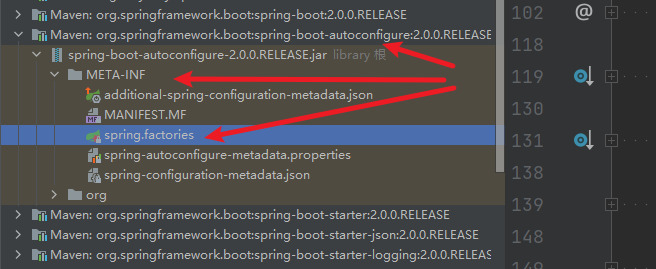 Maven: org.springframework.boot:spring-boot:2.0.0.RELEASE
Maven: org.springframework.boot:spring-boot-autoconfigure:2.0.0.RELEASE
spring-boot-autoconfigure-2.0.0.RELEASE.jar library 根
META-INF
additional-spring-configuration-metadata.json
MF MANIFEST.MF
spring.factories
spring-autoconfigure-metadata.properties
spring-configuration-metadata.json
org
Maven: org.springframework.boot:spring-boot-starter:2.0.0.RELEASE
Maven: org.springframework.boot:spring-boot-starter-json:2.0.0.RELEASE
Maven: org.springframework.boot:spring-boot-starter-logging:2.0.0.RELEAS
102 @
118
119
130
131
138
139
148